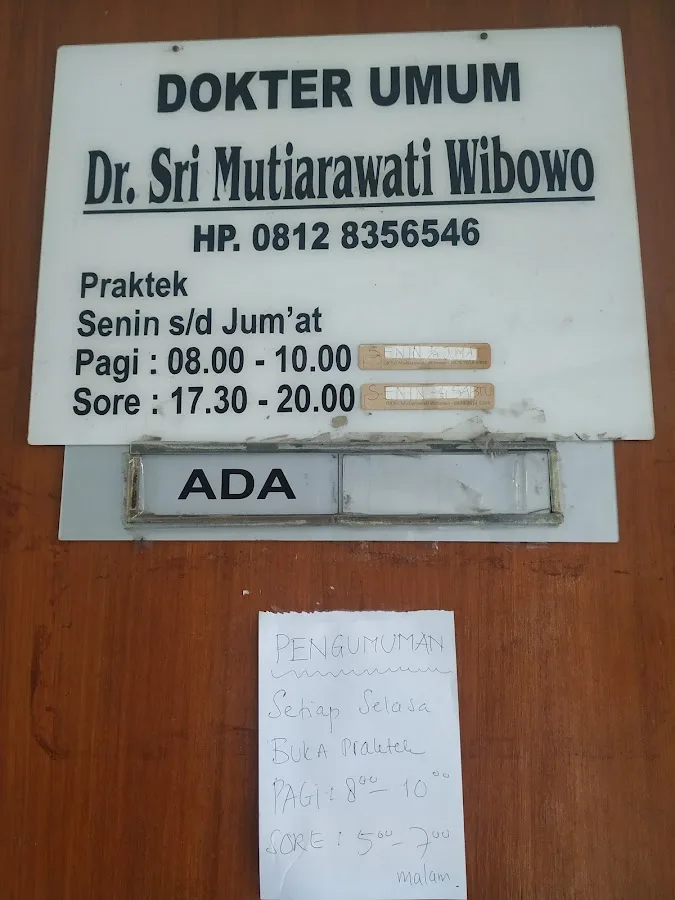 DOKTER UMUM
Dr. Sri Mutiarawati Wibowo
HP. 0812 8356546
Praktek
Senin s/d Jum'at
Pagi : 08.00 - 10.00
Sore : 17.30 - 20.00
ADA
PENGUMUMAN
Setiap Selasa
BUKA Praktek
PAGI : 8⁰⁰ - 10⁰⁰
SORE : 5⁰⁰ - 7⁰⁰
malam